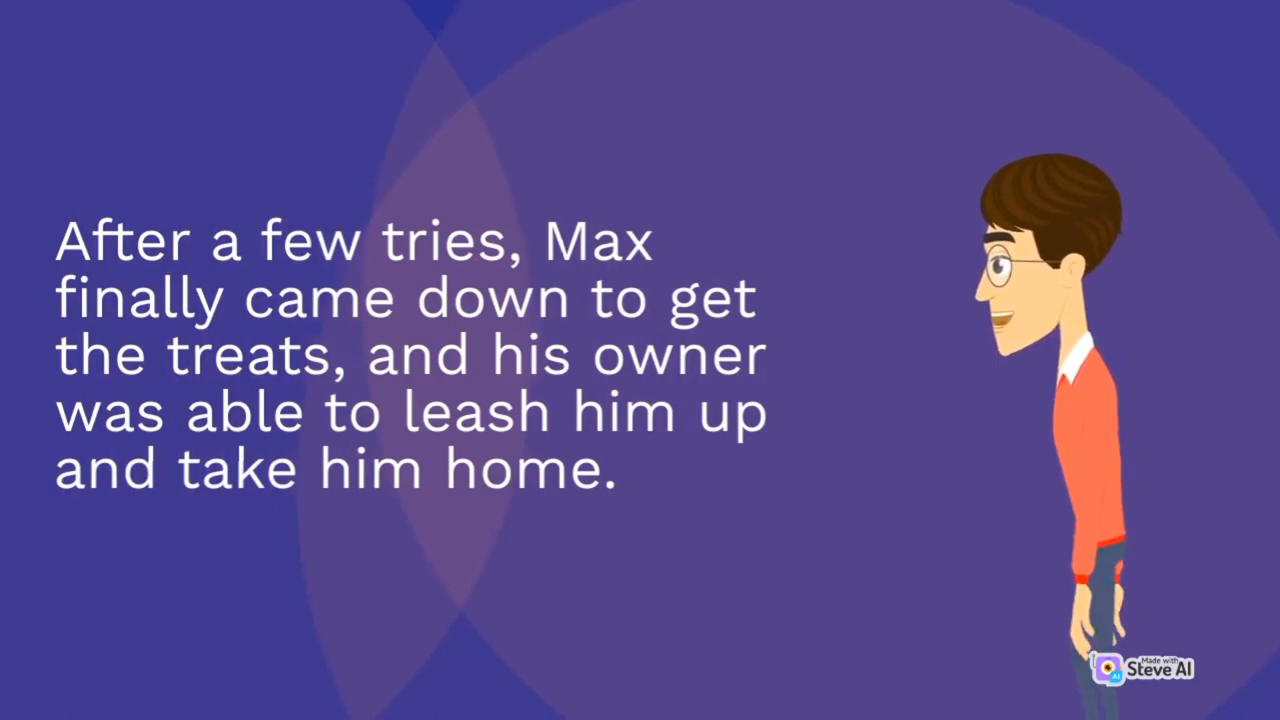 After a few tries, Max
finally came down to get
the treats, and his owner
was able to leash him up
and take him home.
Made with
Steve AI
AI